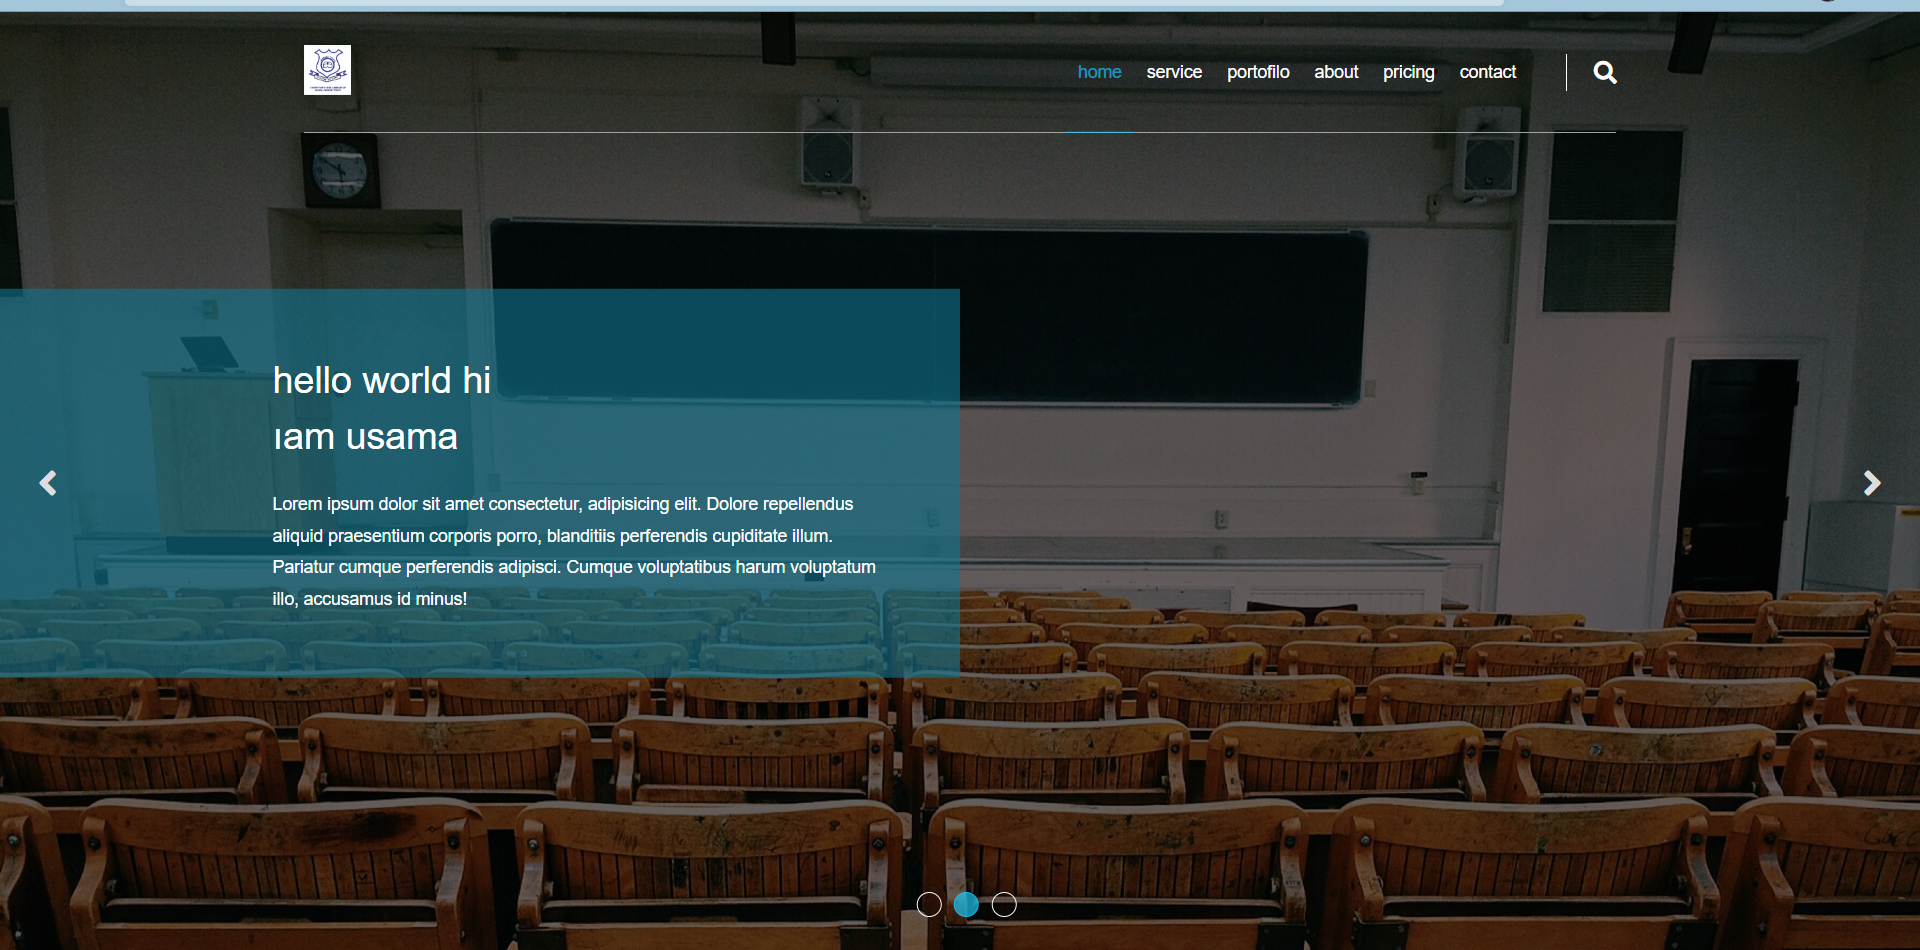 home service portofilo about pricing contact
hello world hi
ıam usama
Lorem ipsum dolor sit amet consectetur, adipisicing elit. Dolore repellendus
aliquid praesentium corporis porro, blanditiis perferendis cupiditate illum.
Pariatur cumque perferendis adipisci. Cumque voluptatibus harum voluptatum
illo, accusamus id minus!